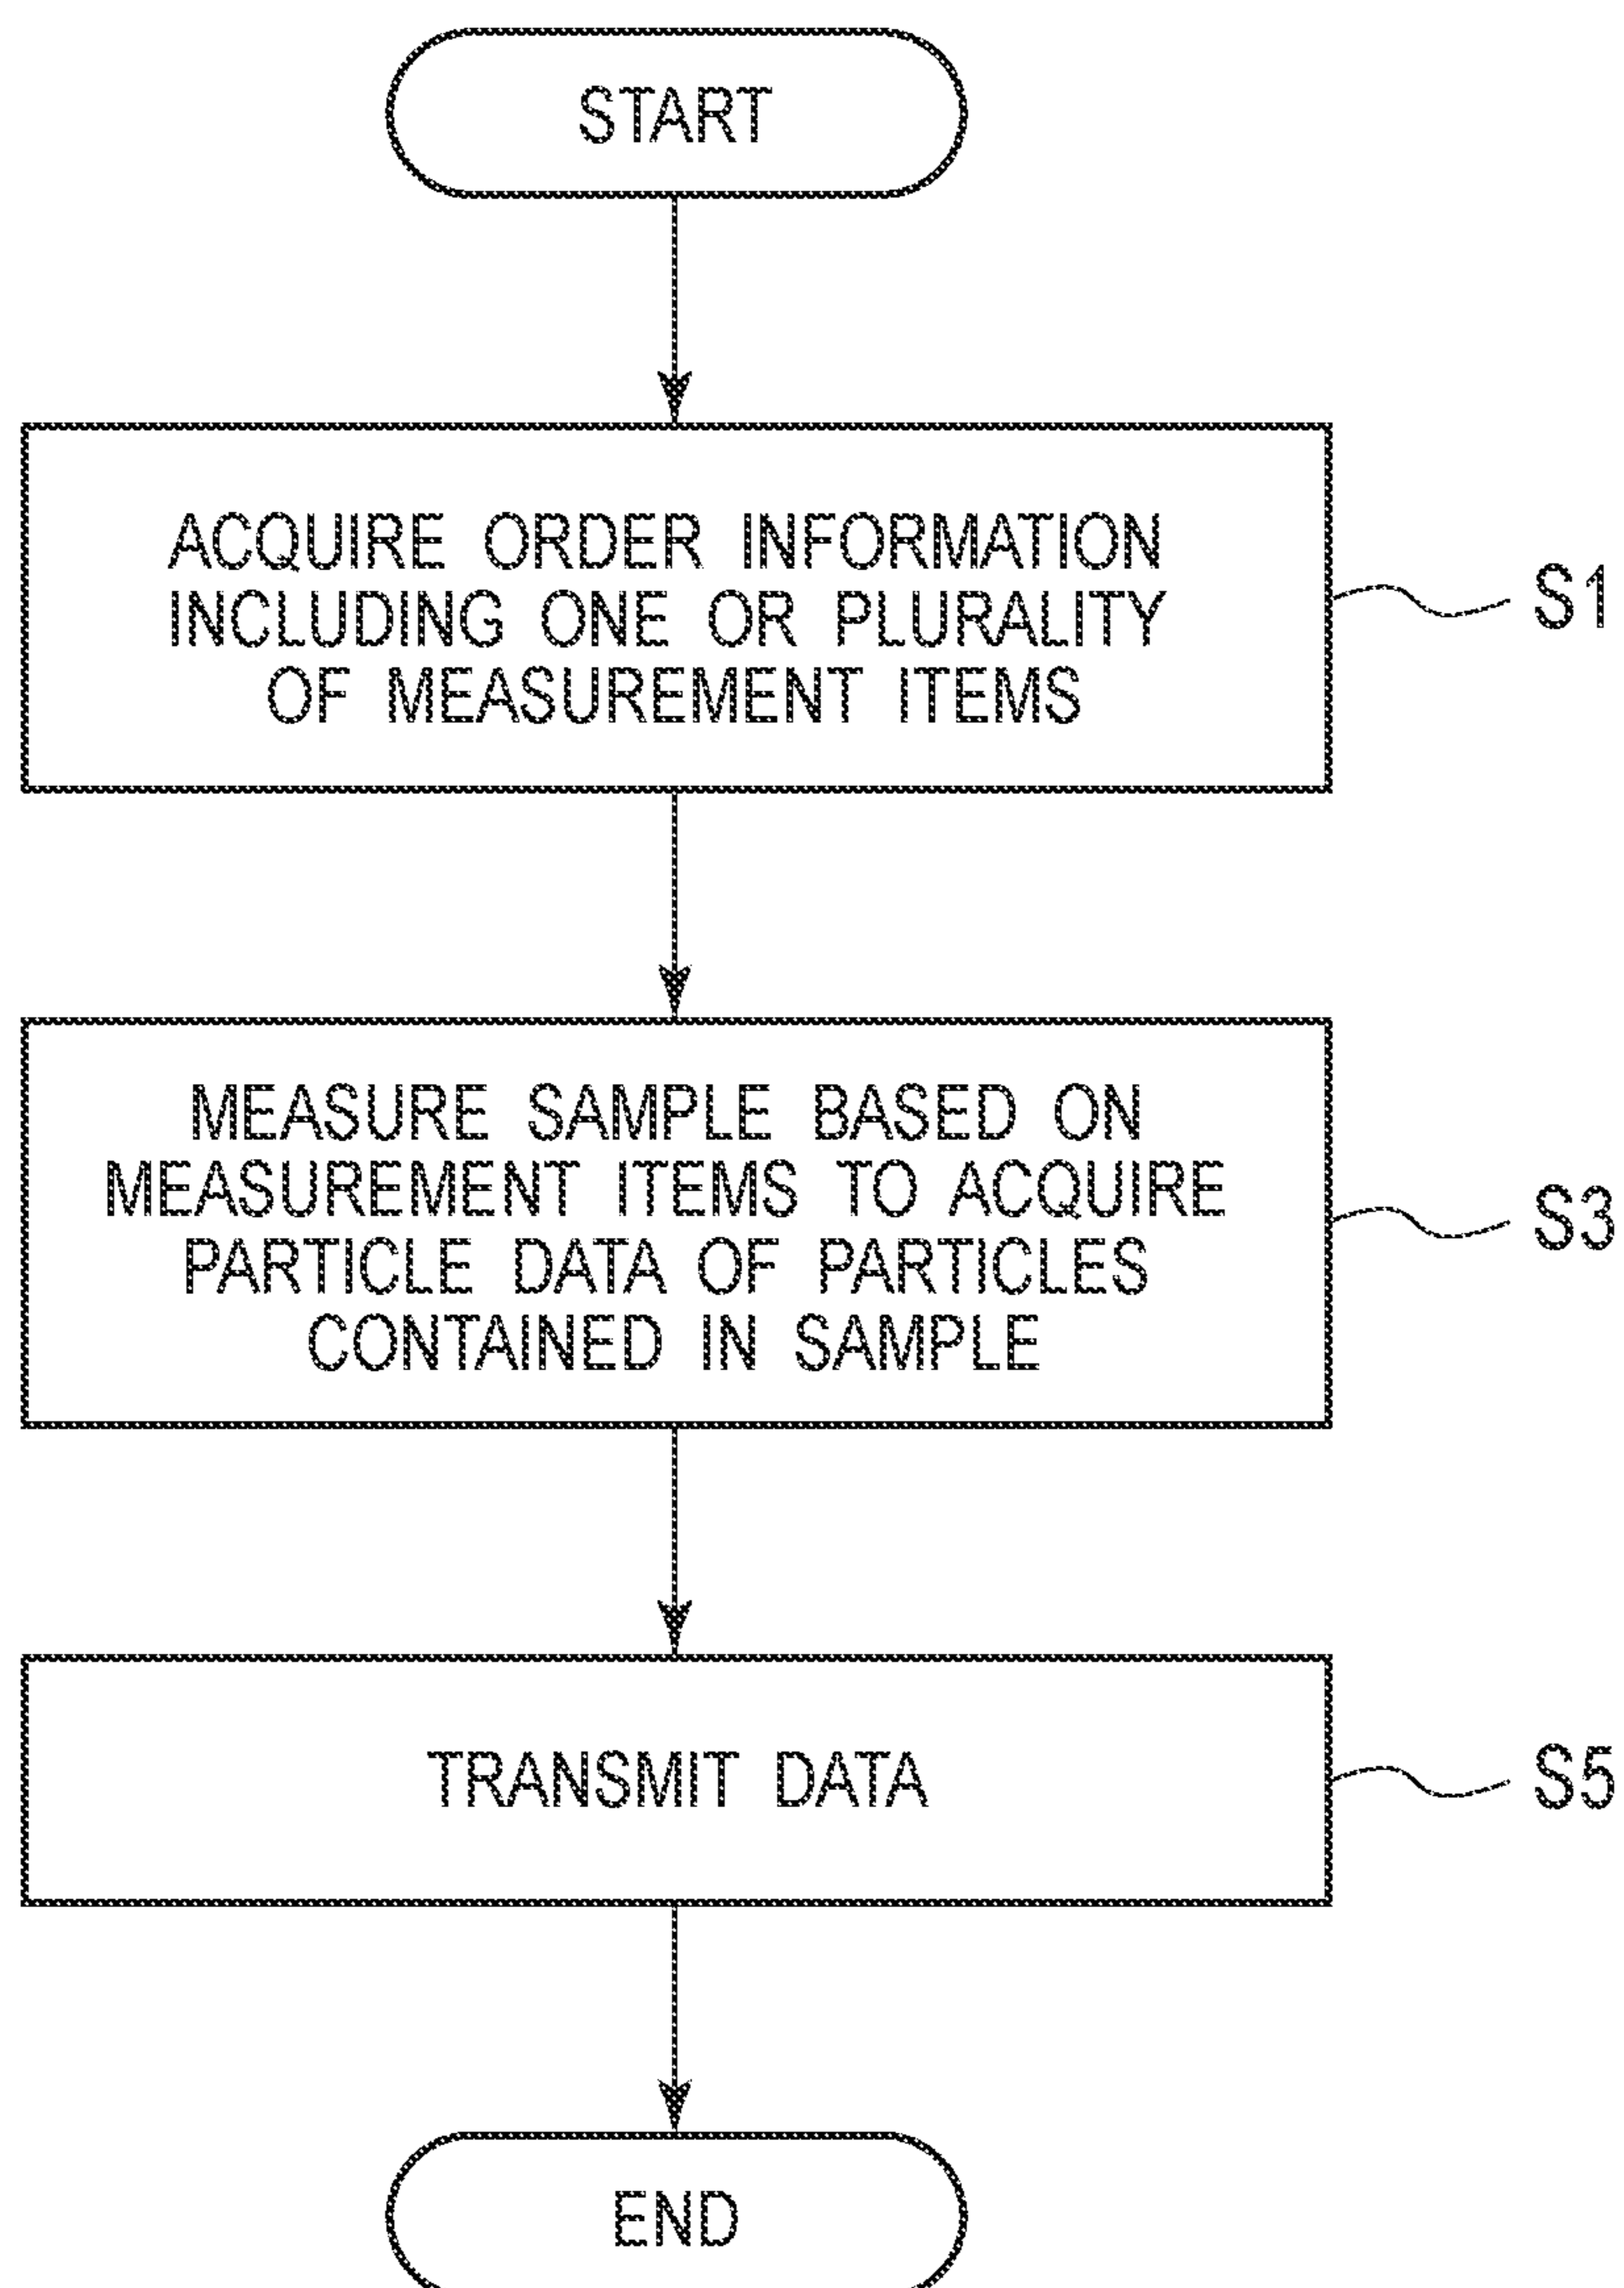 START
ACQUIRE ORDER INFORMATION
INCLUDING ONE OR PLURALITY
OF MEASUREMENT ITEMS
S1
MEASURE SAMPLE BASED ON
MEASUREMENT ITEMS TO ACQUIRE
PARTICLE DATA OF PARTICLES
CONTAINED IN SAMPLE
S3
TRANSMIT DATA
S5
END